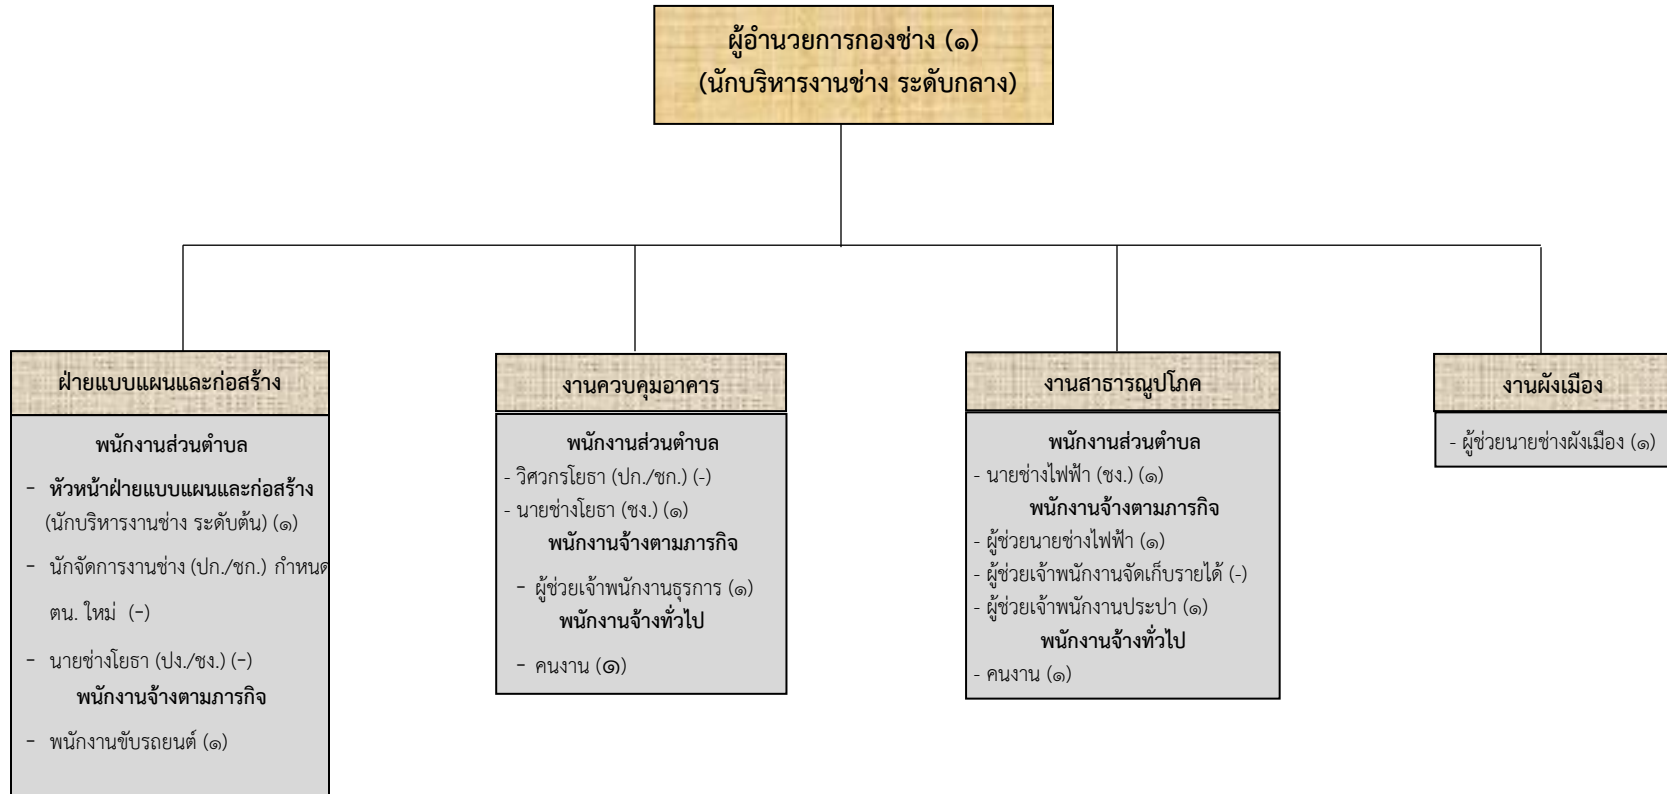 ผู้อำนวยการกองช่าง (๑)
(นักบริหารงานช่าง ระดับกลาง)
ฝ่ายแบบแผนและก่อสร้าง
พนักงานส่วนตำบล
- หัวหน้าฝ่ายแบบแผนและก่อสร้าง
(นักบริหารงานช่าง ระดับต้น) (๑)
- นักจัดการงานช่าง (ปก./ชก.) กำหนด
ตน. ใหม่ (-)
- นายช่างโยธา (ปง./ชง.) (-)
พนักงานจ้างตามภารกิจ
- พนักงานขับรถยนต์ (๑)
งานควบคุมอาคาร
พนักงานส่วนตำบล
- วิศวกรโยธา (ปก./ชก.) (-)
- นายช่างโยธา (ชง.) (๑)
พนักงานจ้างตามภารกิจ
- ผู้ช่วยเจ้าพนักงานธุรการ (๑)
พนักงานจ้างทั่วไป
- คนงาน (๑)
งานสาธารณูปโภค
พนักงานส่วนตำบล
- นายช่างไฟฟ้า (ชง.) (๑)
พนักงานจ้างตามภารกิจ
- ผู้ช่วยนายช่างไฟฟ้า (๑)
- ผู้ช่วยเจ้าพนักงานจัดเก็บรายได้ (-)
- ผู้ช่วยเจ้าพนักงานประปา (๑)
พนักงานจ้างทั่วไป
- คนงาน (๑)
งานผังเมือง
- ผู้ช่วยนายช่างผังเมือง (๑)